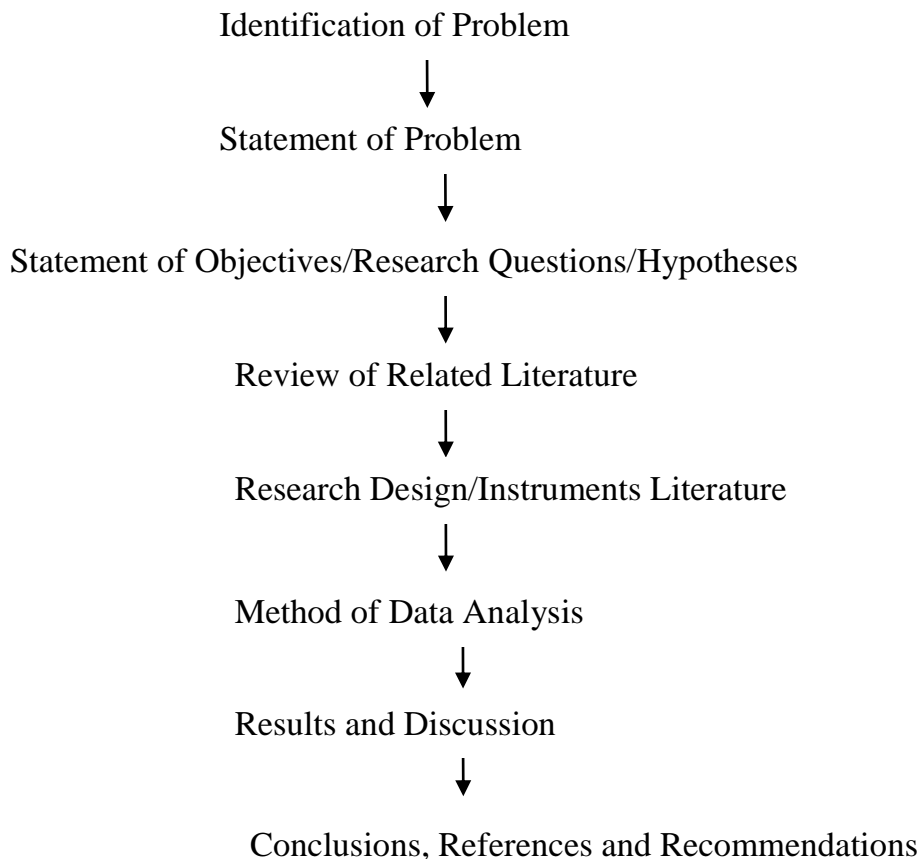 Identification of Problem
Statement of Problem
Statement of Objectives/Research Questions/Hypotheses
Review of Related Literature
Research Design/Instruments Literature
Method of Data Analysis
Results and Discussion
Conclusions, References and Recommendations